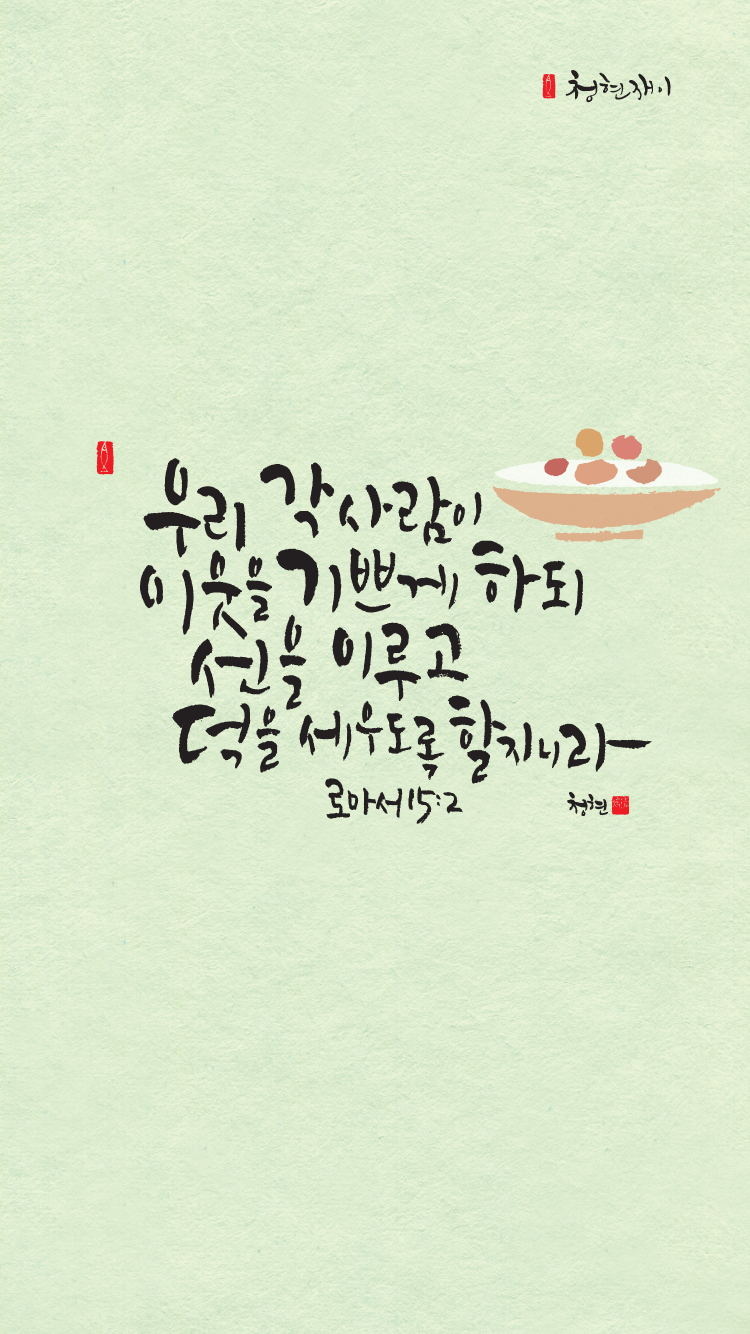 청현재이
우리 각 사람이
이웃을 기쁘게 하되
선을 이루고
덕을 세우도록 할지니라
로마서 15:2
청현